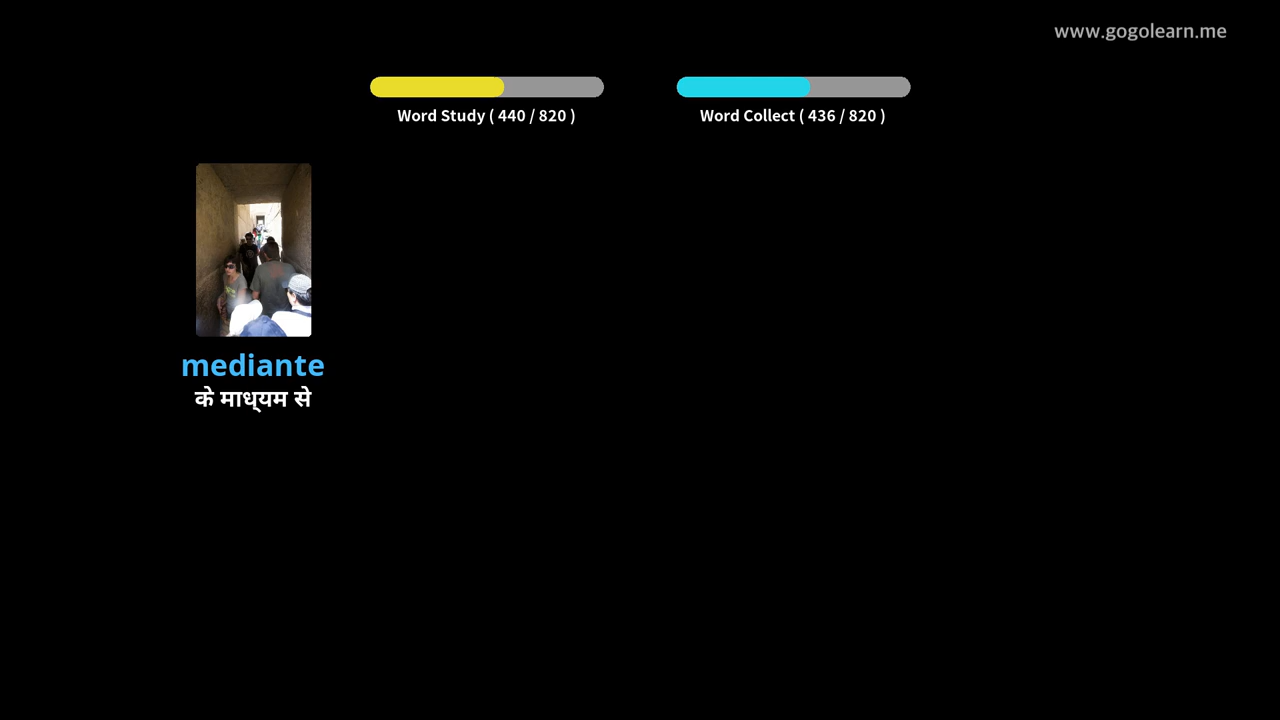 www.gogolearn.me
Word Study ( 440 / 820 )
Word Collect ( 436 / 820 )
mediante
के माध्यम से